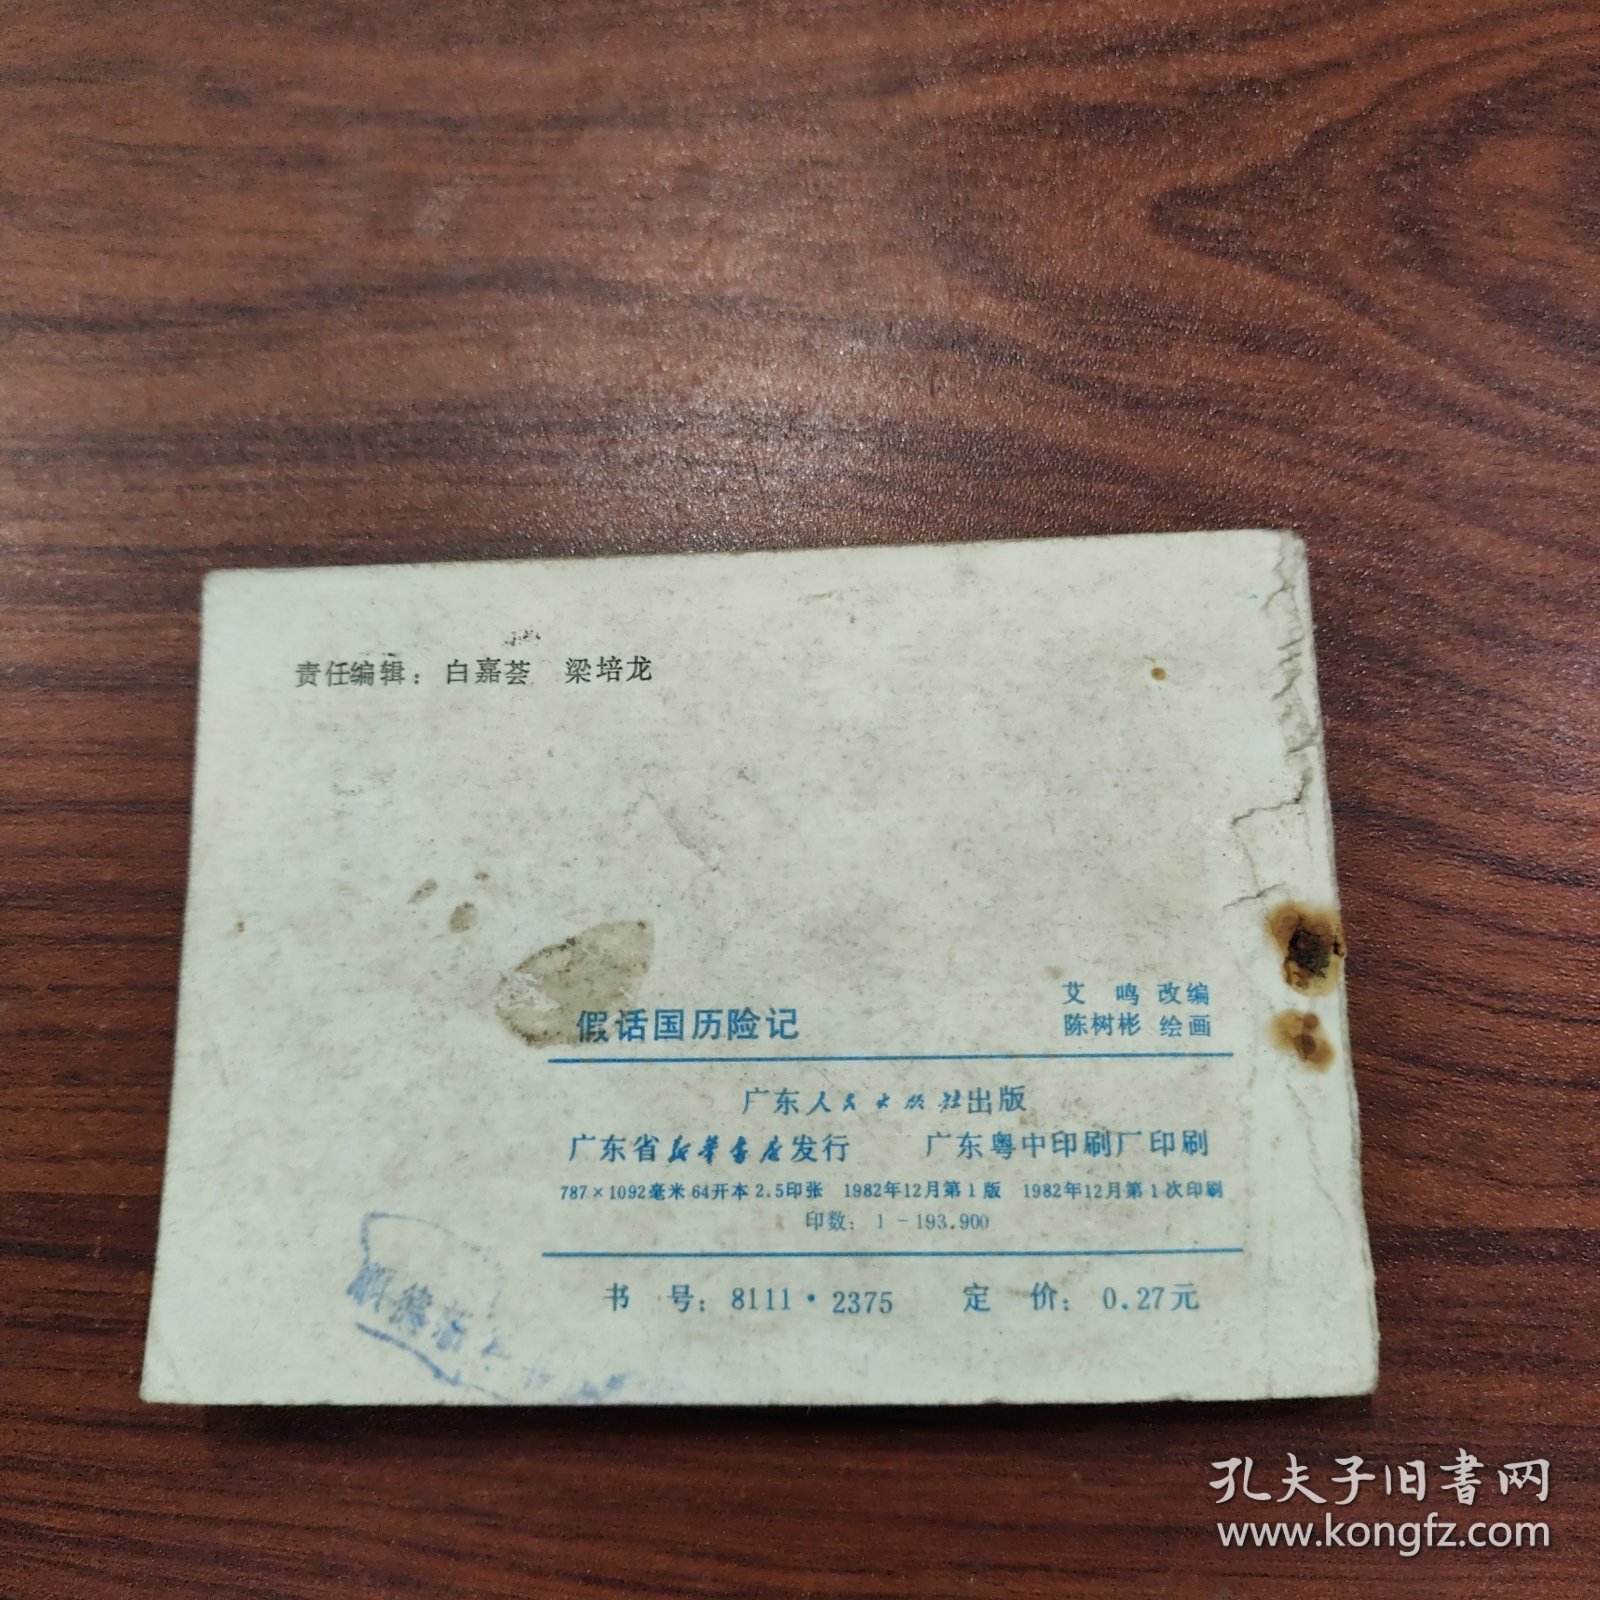 责任编辑：白嘉荟 梁培龙
假话国历险记
艾 鸣 改编
陈树彬 绘画
广东人民出版社出版
广东省新华书店发行 广东粤中印刷厂印刷
787×1092毫米 64开本 2.5印张 1982年12月第1版 1982年12月第1次印刷
印数：1－193.900
书 号：8111·2375 定 价：0.27元
孔夫子旧书网
www.kongfz.com